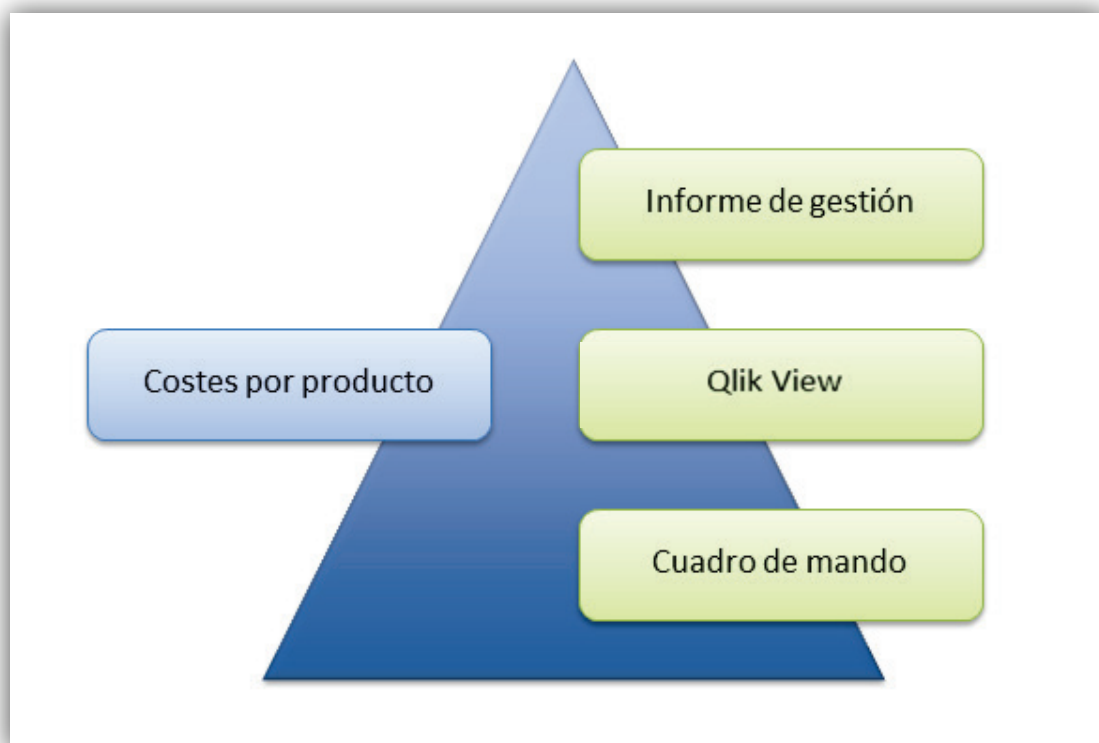 Informe de gestión
Costes por producto
Qlik View
Cuadro de mando